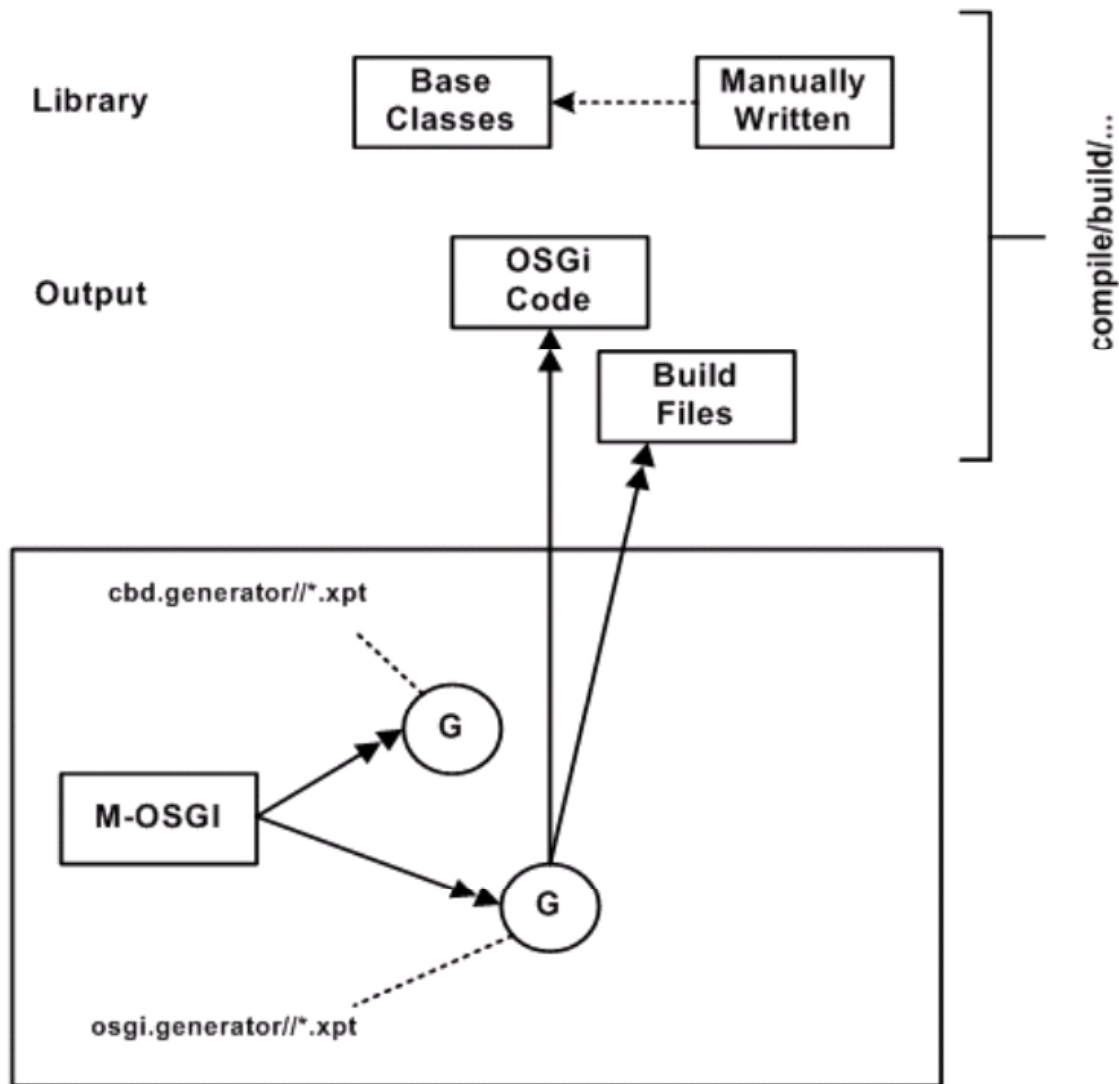 Library
Base
Classes
Manually
Written
compile/build/...
Output
OSGi
Code
Build
Files
cbd.generator//*.xpt
G
M-OSGI
G
osgi.generator//*.xpt